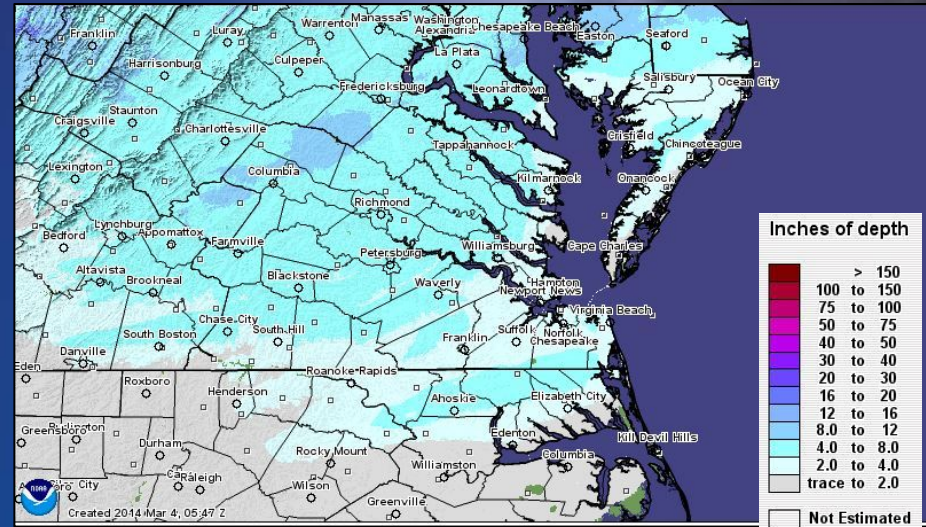 Franklin
Luray
Warrenton
Manassas
Washington
Alexandria
Chesapeake Beach
Easton
Seaford
La Plata
Harrisonburg
Culpeper
Salisbury
Ocean City
Fredericksburg
Leonardtown
Staunton
Craigsville
Charlottesville
Crisfield
Tappahannock
Chincoteague
Lexington
Columbia
Kilmarnock
Onancock
Richmond
Lynchburg
Bedford
Appomattox
Farmville
Williamsburg
Cape Charles
Petersburg
Altavista
Brookneal
Blackstone
Waverly
Hampton
Newport News
Virginia Beach
South Boston
Chase City
South Hill
Franklin
Suffolk
Norfolk
Chesapeake
Danville
Eden
Roxboro
Roanoke Rapids
Henderson
Ahoskie
Elizabeth City
Greensboro
Durham
Edenton
Kill Devil Hills
Rocky Mount
Columbia
Raleigh
Williamston
Wilson
Greenville
NOAA
Created 2014 Mar 4, 05:47 Z
Inches of depth
> 150
100 to 150
75 to 100
50 to 75
40 to 50
30 to 40
20 to 30
16 to 20
12 to 16
8.0 to 12
4.0 to 8.0
2.0 to 4.0
trace to 2.0
Not Estimated